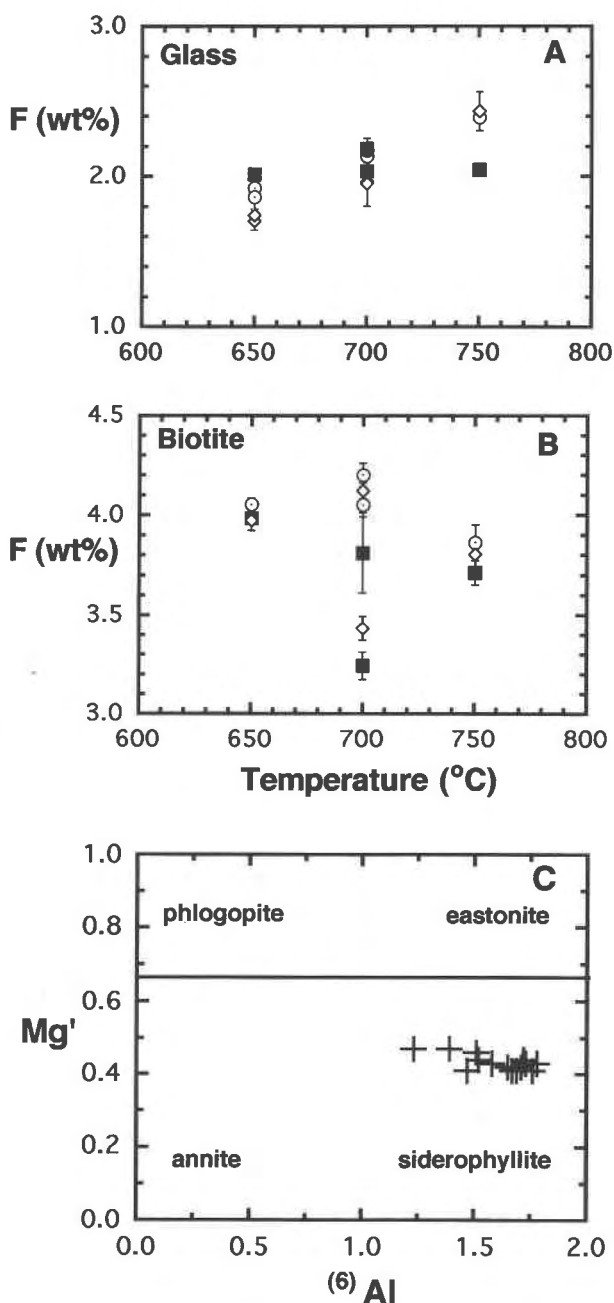 3.0
Glass
A
F (wt%)
2.0
1.0
600 650 700 750 800
4.5
Biotite
B
4.0
F (wt%)
3.5
3.0
600 650 700 750 800
Temperature (°C)
1.0
C
phlogopite eastonite
0.8
0.6
Mg'
0.4
0.2
annite siderophyllite
0.0
0.0 0.5 1.0 1.5 2.0
(6) Al